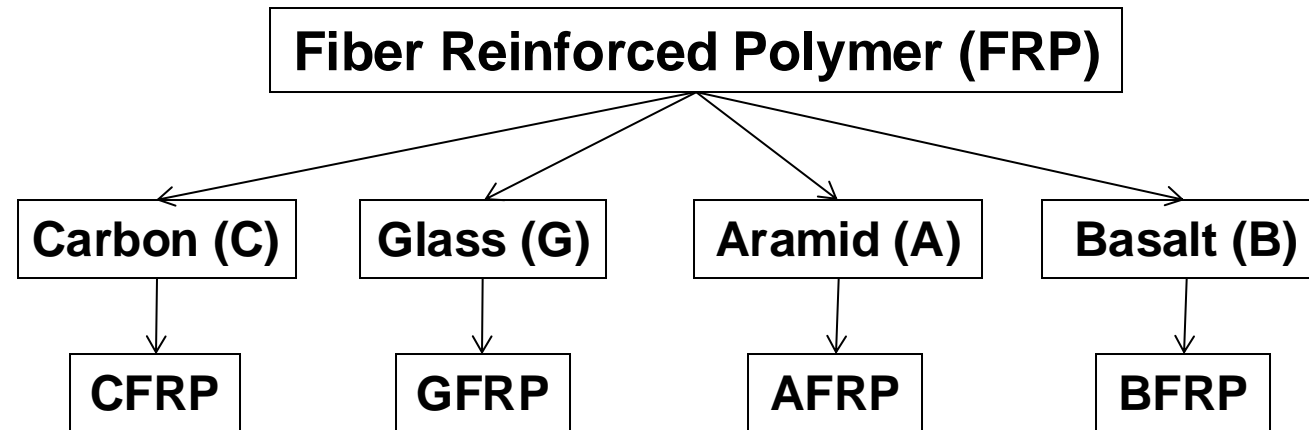 Fiber Reinforced Polymer (FRP)
Carbon (C)
Glass (G)
Aramid (A)
Basalt (B)
CFRP
GFRP
AFRP
BFRP